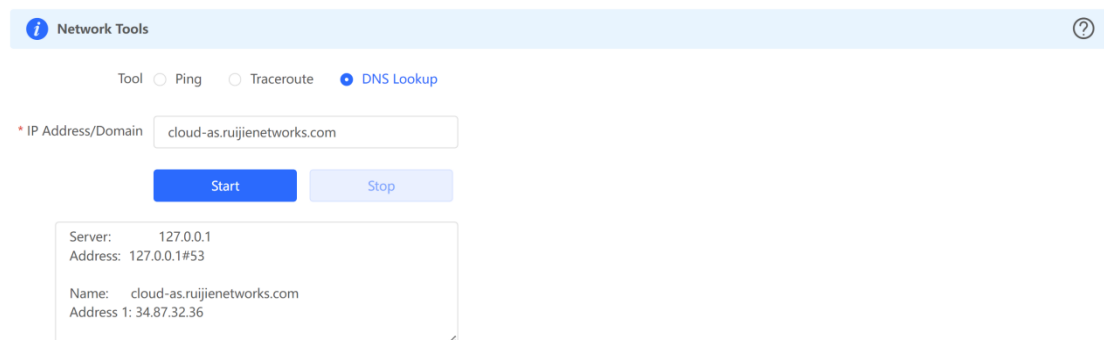 Network Tools
Tool Ping Traceroute DNS Lookup
* IP Address/Domain cloud-as.ruijienetworks.com
Start Stop
Server: 127.0.0.1
Address: 127.0.0.1#53
Name: cloud-as.ruijienetworks.com
Address 1: 34.87.32.36